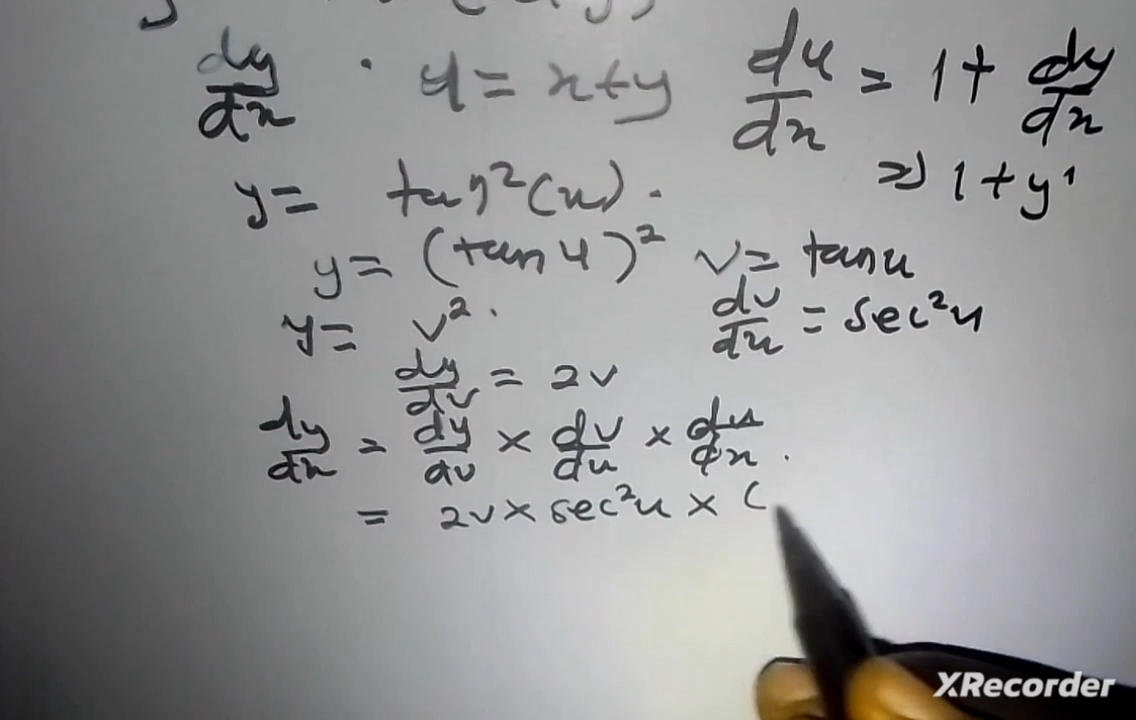 dy/dx · u = x+y du/dx = 1+ dy/dx
⇒ 1+y'
y= tan²(u).
y= (tan u)² v= tanu
y= v². dv/du = sec²u
dy/dv = 2v
dy/dx = dy/dv × dv/du × du/dx.
= 2v× sec²u × (
XRecorder